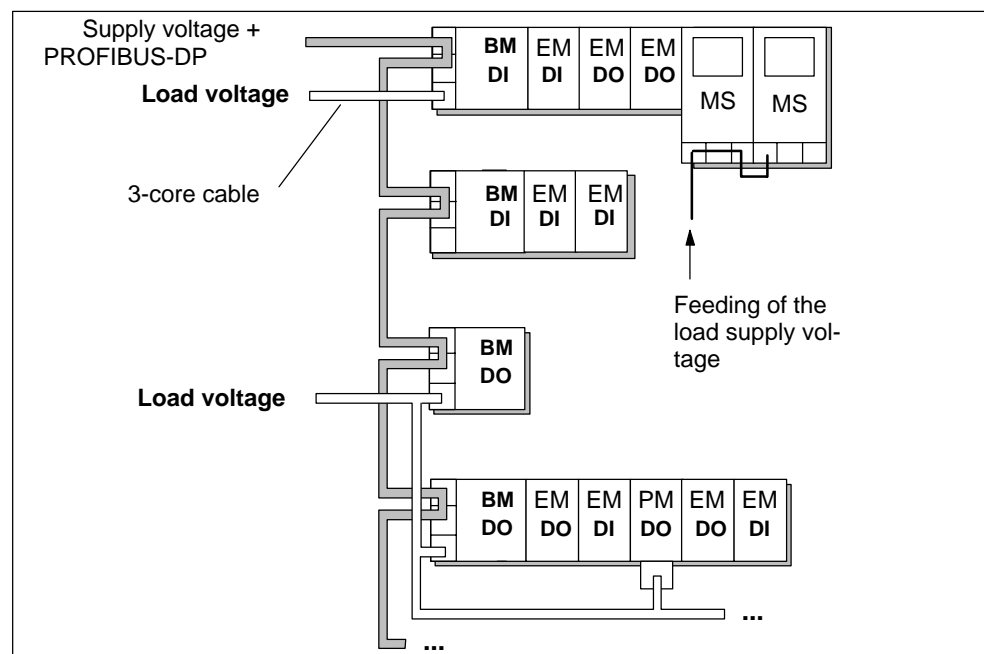 Supply voltage +
PROFIBUS-DP
Load voltage
3-core cable
BM EM EM EM
DI DI DO DO
MS MS
BM EM EM
DI DI DI
Feeding of the
load supply vol-
tage
BM
DO
Load voltage
BM EM EM PM EM EM
DO DO DI DO DO DI
...
...